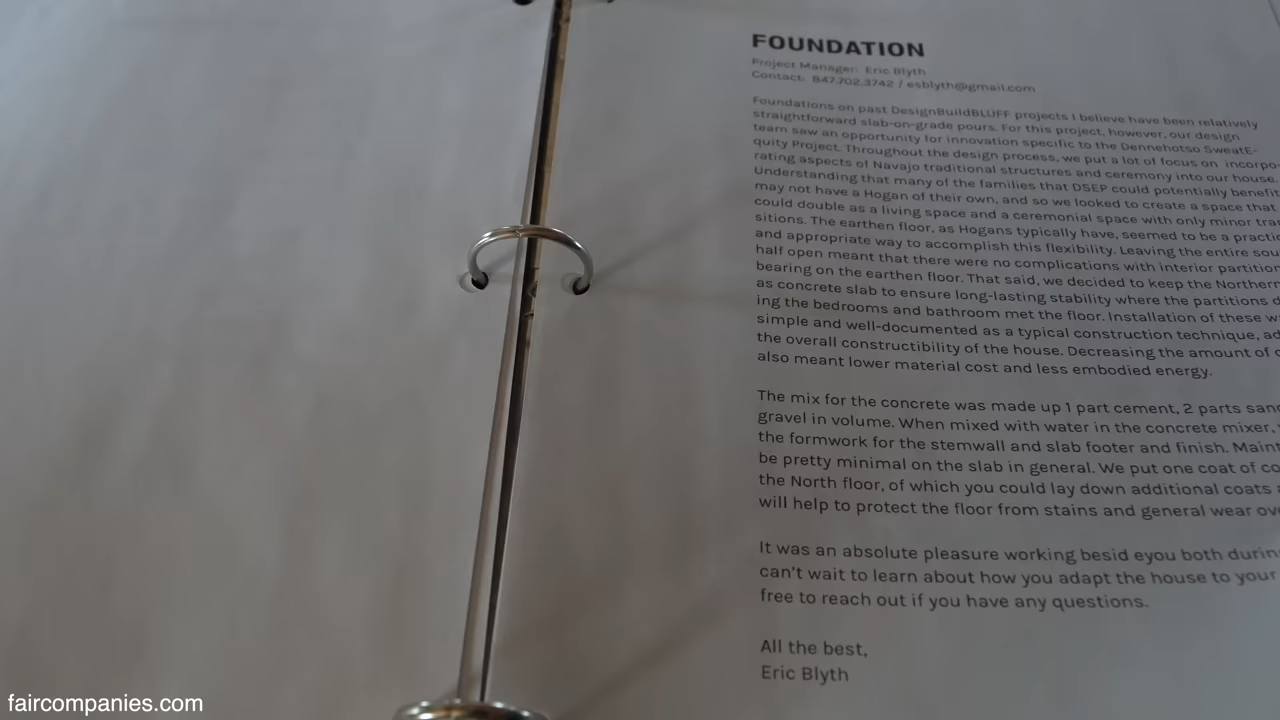 FOUNDATION
Project Manager: Eric Blyth
Contact: 847.702.3742 / esblyth@gmail.com
Foundations on past DesignBuildBLUFF projects I believe have been relatively
straightforward slab-on-grade pours. For this project, however, our design
team saw an opportunity for innovation specific to the Dennehotso SweatE-
quity Project. Throughout the design process, we put a lot of focus on incorpo-
rating aspects of Navajo traditional structures and ceremony into our house.
Understanding that many of the families that DSEP could potentially benefit
may not have a Hogan of their own, and so we looked to create a space that
could double as a living space and a ceremonial space with only minor tra
sitions. The earthen floor, as Hogans typically have, seemed to be a practic
and appropriate way to accomplish this flexibility. Leaving the entire sou
half open meant that there were no complications with interior partition
bearing on the earthen floor. That said, we decided to keep the Northern
as concrete slab to ensure long-lasting stability where the partitions d
ing the bedrooms and bathroom met the floor. Installation of these w
simple and well-documented as a typical construction technique, ad
the overall constructibility of the house. Decreasing the amount of c
also meant lower material cost and less embodied energy.
The mix for the concrete was made up 1 part cement, 2 parts sand
gravel in volume. When mixed with water in the concrete mixer,
the formwork for the stemwall and slab footer and finish. Maint
be pretty minimal on the slab in general. We put one coat of co
the North floor, of which you could lay down additional coats
will help to protect the floor from stains and general wear ov
It was an absolute pleasure working besid eyou both durin
can't wait to learn about how you adapt the house to your
free to reach out if you have any questions.
All the best,
Eric Blyth
faircompanies.com